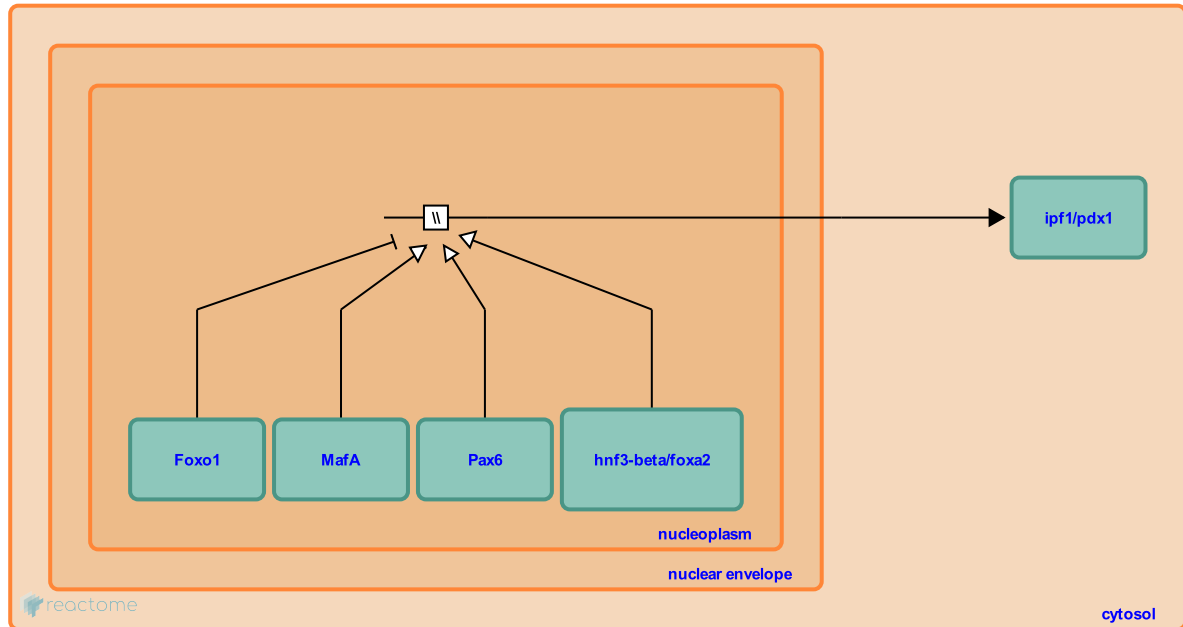 \\
ipf1/pdx1
Foxo1
MafA
Pax6
hnf3-beta/foxa2
nucleoplasm
nuclear envelope
reactome
cytosol